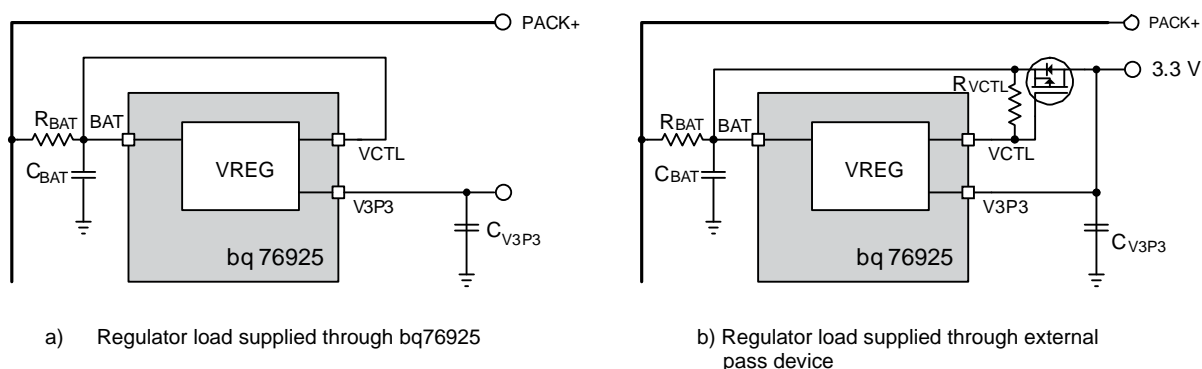 PACK+
RBAT
BAT
CBAT
VREG
VCTL
V3P3
CV3P3
bq 76925
a) Regulator load supplied through bq76925
PACK+
3.3 V
RVCTL
RBAT
BAT
CBAT
VREG
VCTL
V3P3
CV3P3
bq 76925
b) Regulator load supplied through external
pass device